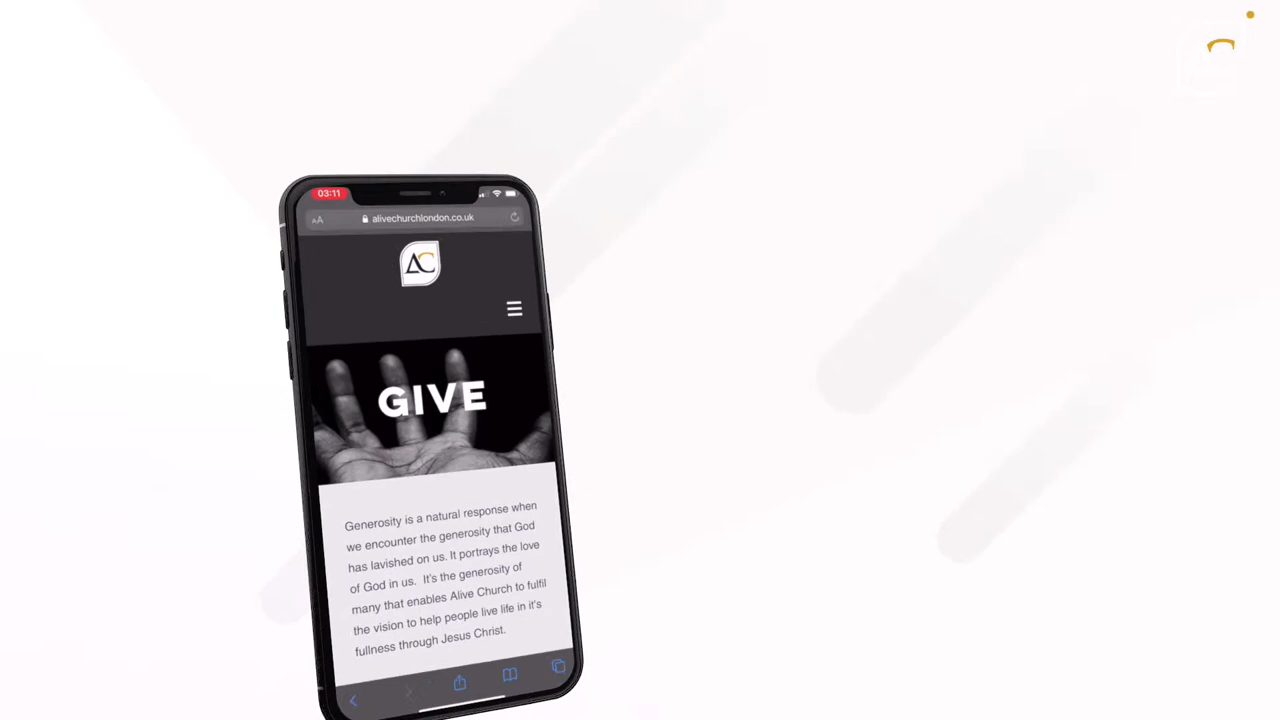 03:11
AA
alivechurchlondon.co.uk
AC
GIVE
Generosity is a natural response when
we encounter the generosity that God
has lavished on us. It portrays the love
of God in us. It's the generosity of
many that enables Alive Church to fulfil
the vision to help people live life in it's
fullness through Jesus Christ.